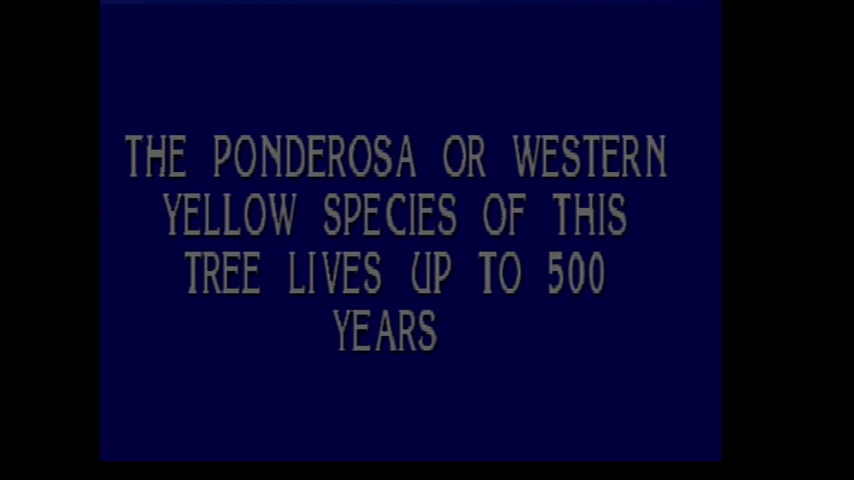 THE PONDEROSA OR WESTERN
YELLOW SPECIES OF THIS
TREE LIVES UP TO 500
YEARS